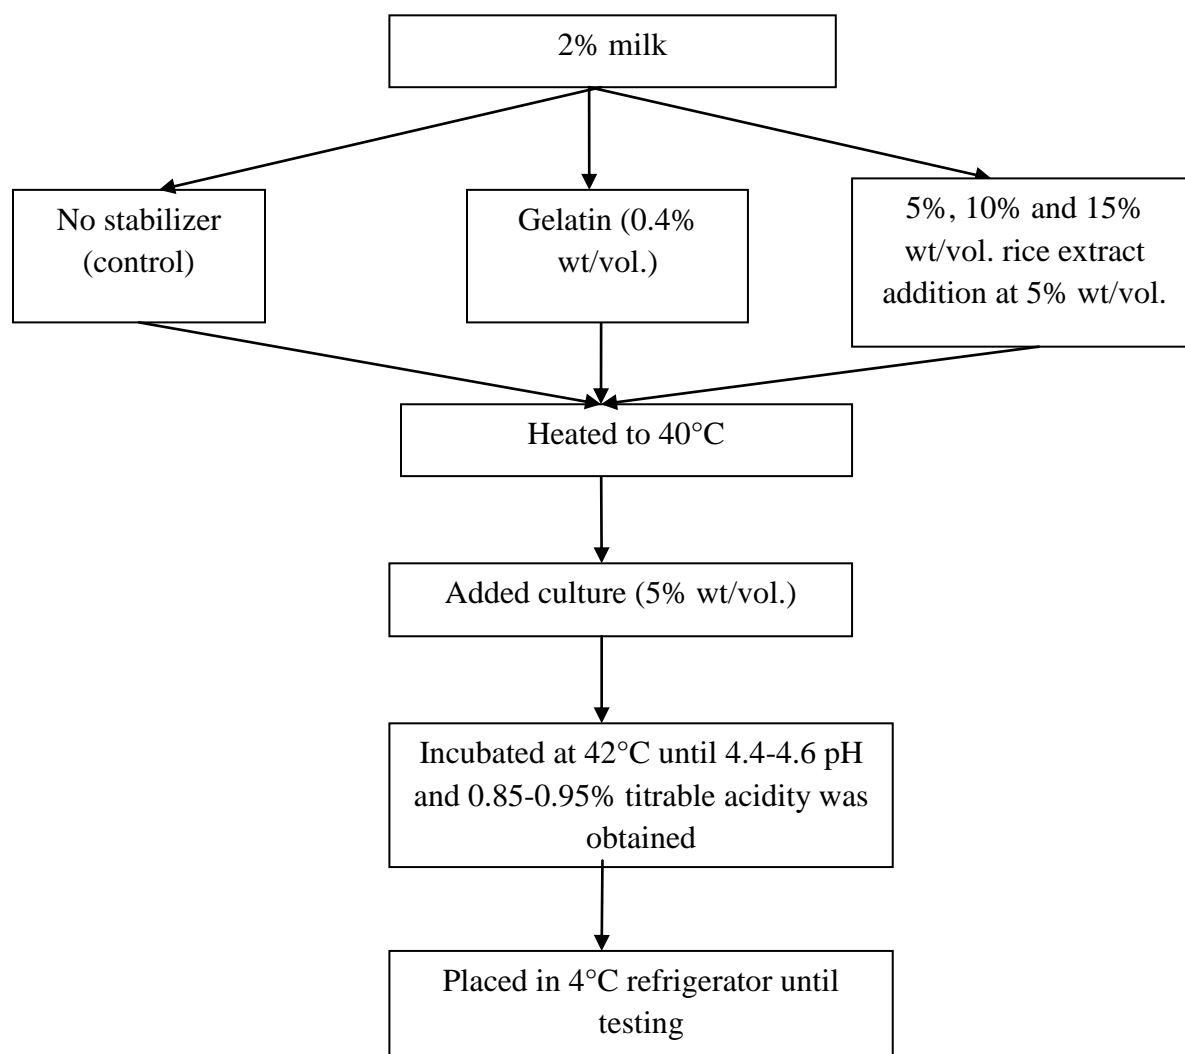 2% milk
No stabilizer
(control)
Gelatin (0.4%
wt/vol.)
5%, 10% and 15%
wt/vol. rice extract
addition at 5% wt/vol.
Heated to 40°C
Added culture (5% wt/vol.)
Incubated at 42°C until 4.4-4.6 pH
and 0.85-0.95% titrable acidity was
obtained
Placed in 4°C refrigerator until
testing